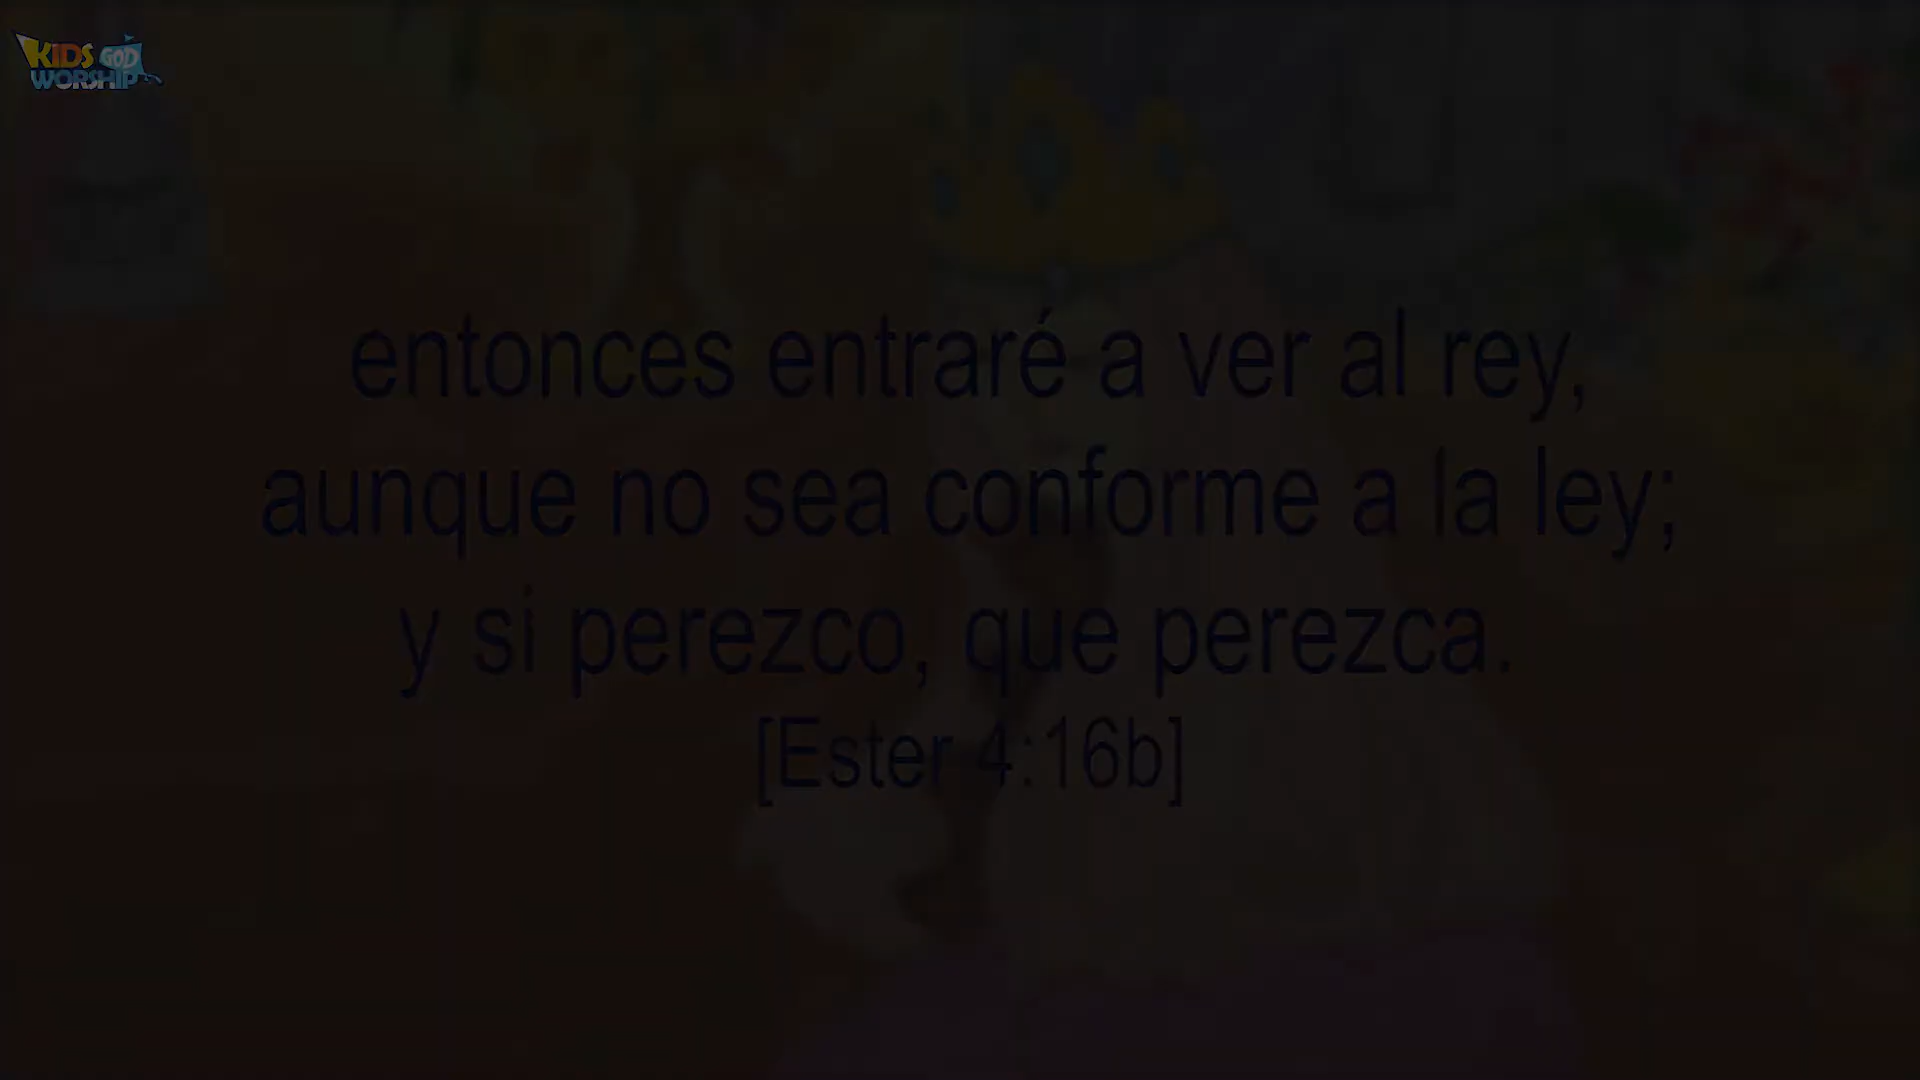 KIDS GOD
WORSHIP
entonces entraré a ver al rey,
aunque no sea conforme a la ley;
y si perezco, que perezca.
[Ester 4:16b]